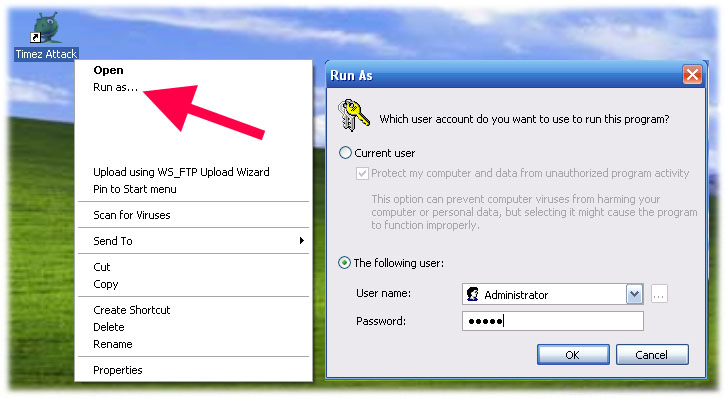 Timez Attack
Open
Run as...
Upload using WS_FTP Upload Wizard
Pin to Start menu
Scan for Viruses
Send To
Cut
Copy
Create Shortcut
Delete
Rename
Properties
Run As
Which user account do you want to use to run this program?
Current user
Protect my computer and data from unauthorized program activity
This option can prevent computer viruses from harming your
computer or personal data, but selecting it might cause the program
to function improperly.
The following user:
User name:
Administrator
...
Password:
●●●●●
OK
Cancel